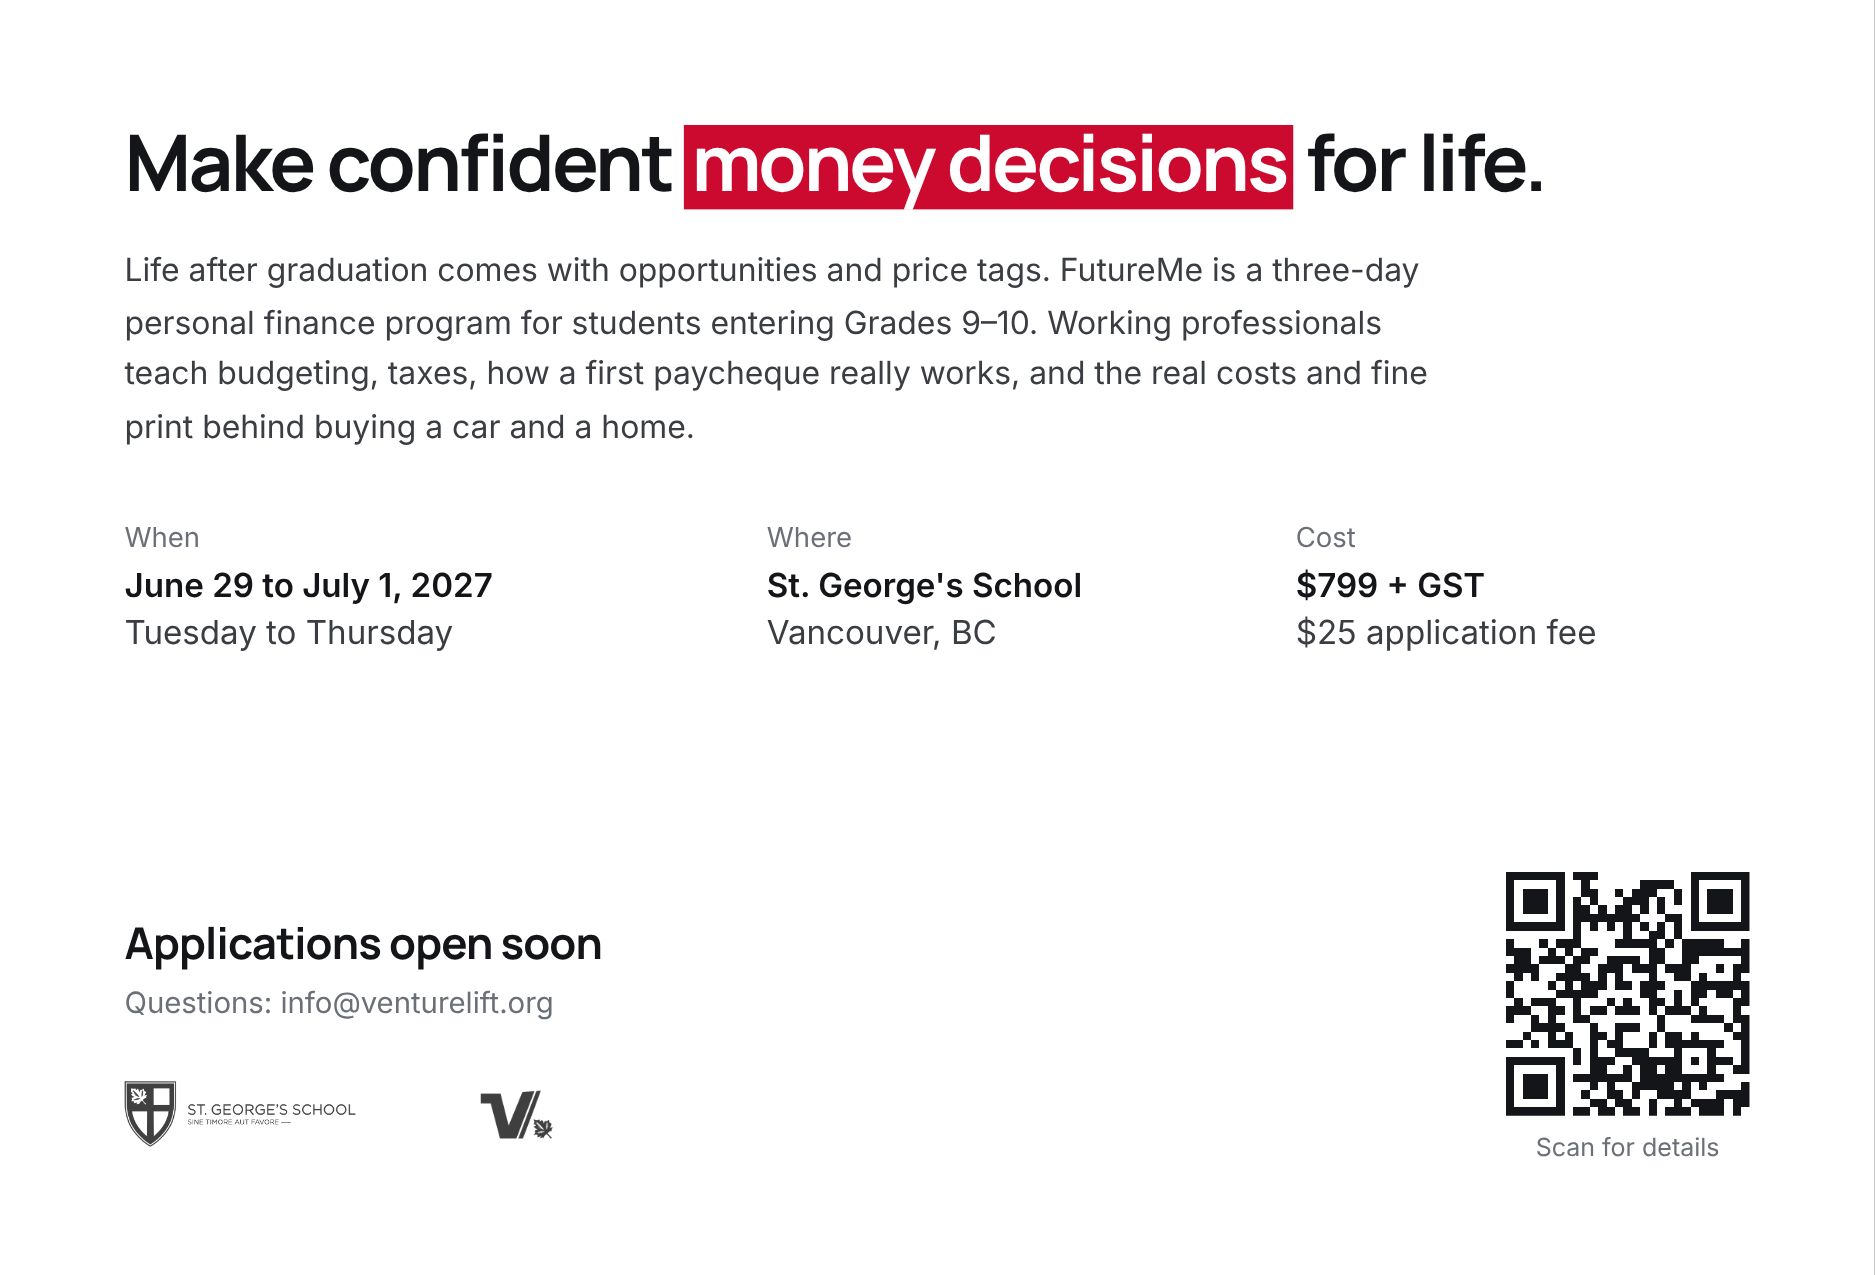 Make confident money decisions for life.
Life after graduation comes with opportunities and price tags. FutureMe is a three-day
personal finance program for students entering Grades 9–10. Working professionals
teach budgeting, taxes, how a first paycheque really works, and the real costs and fine
print behind buying a car and a home.
When
June 29 to July 1, 2027
Tuesday to Thursday
Where
St. George's School
Vancouver, BC
Cost
$799 + GST
$25 application fee
Applications open soon
Questions: info@venturelift.org
ST. GEORGE'S SCHOOL
SINE TIMORE AUT FAVORE
Scan for details